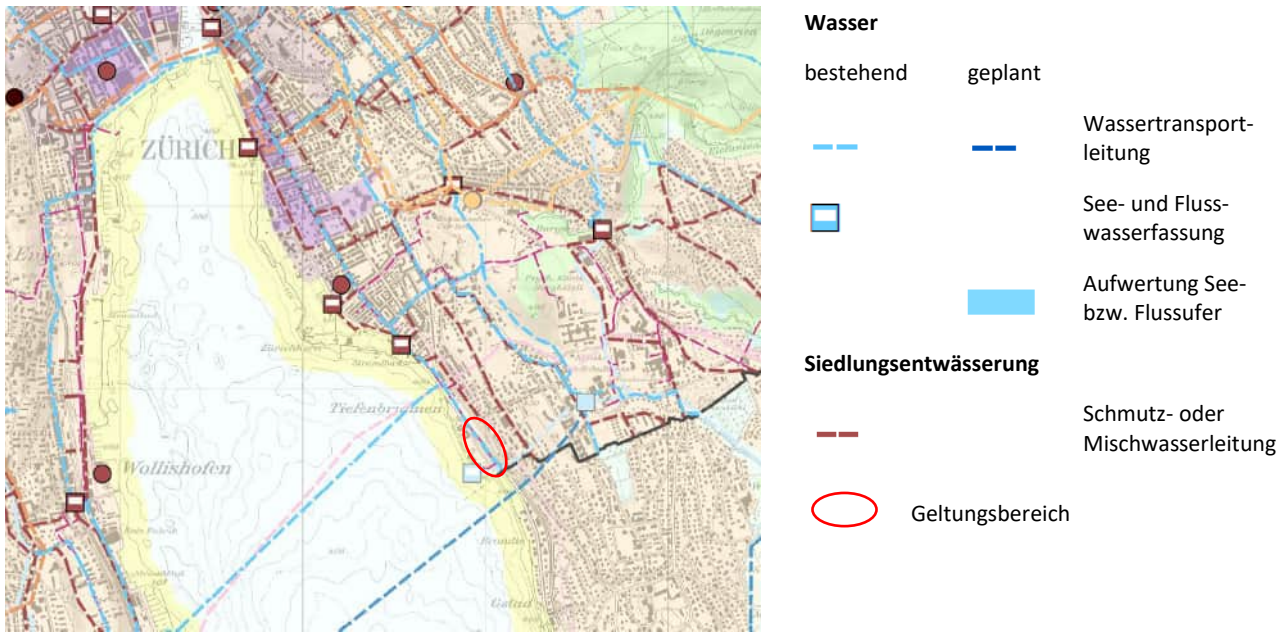 ZÜRICH
Tiefenbrunnen
Wollishofen
Wasser
bestehend geplant
Wassertransport-
leitung
See- und Fluss-
wasserfassung
Aufwertung See-
bzw. Flussufer
Siedlungsentwässerung
Schmutz- oder
Mischwasserleitung
Geltungsbereich